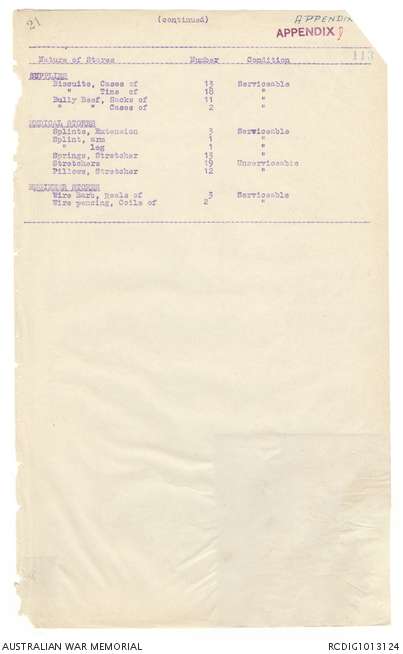 21
(continued)
APPENDIX
APPENDIX
113
Nature of Stores Number Condition
SUPPLIES
Biscuits, Cases of 13 Serviceable
" Tins of 18 "
Bully Beef, Sacks of 11 "
" " Cases of 2 "
MEDICAL STORES
Splints, Extension 3 Serviceable
Splint, arm 1 "
" leg 1 "
Springs, Stretcher 13 "
Stretchers 19 Unserviceable
Pillows, Stretcher 12 "
ENGINEER STORES
Wire Barb, Reels of 3 Serviceable
Wire Fencing, Coils of 2 "
AUSTRALIAN WAR MEMORIAL
RCDIG1013124